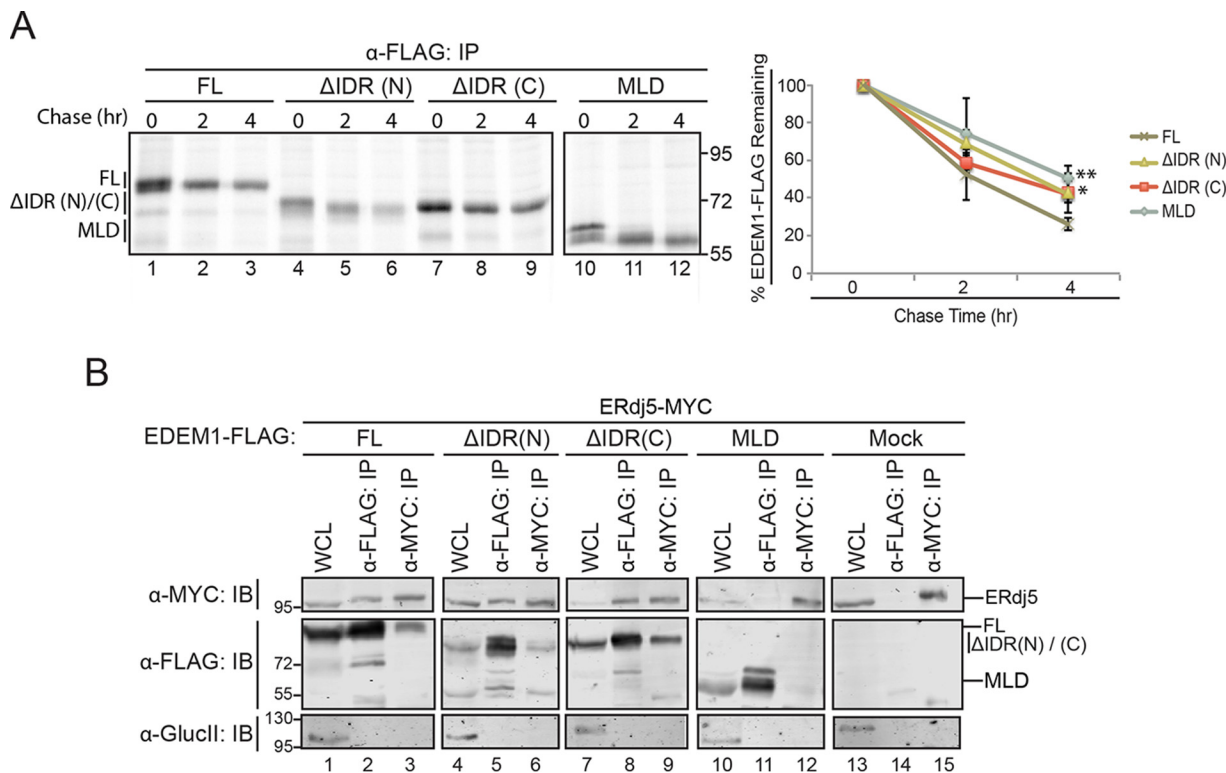 A
α-FLAG: IP
FL ΔIDR (N) ΔIDR (C) MLD
Chase (hr) 0 2 4 0 2 4 0 2 4 0 2 4
FL
ΔIDR (N)/(C)
MLD
95
72
55
1 2 3 4 5 6 7 8 9 10 11 12
% EDEM1-FLAG Remaining
100
80
60
40
20
0
**
*
0 2 4
Chase Time (hr)
FL
ΔIDR (N)
ΔIDR (C)
MLD
B
ERdj5-MYC
EDEM1-FLAG: FL ΔIDR(N) ΔIDR(C) MLD Mock
WCL α-FLAG: IP α-MYC: IP WCL α-FLAG: IP α-MYC: IP WCL α-FLAG: IP α-MYC: IP WCL α-FLAG: IP α-MYC: IP WCL α-FLAG: IP α-MYC: IP
α-MYC: IB 95 ERdj5
α-FLAG: IB 72 55 FL
ΔIDR(N) / (C)
MLD
α-GlucII: IB 130 95
1 2 3 4 5 6 7 8 9 10 11 12 13 14 15